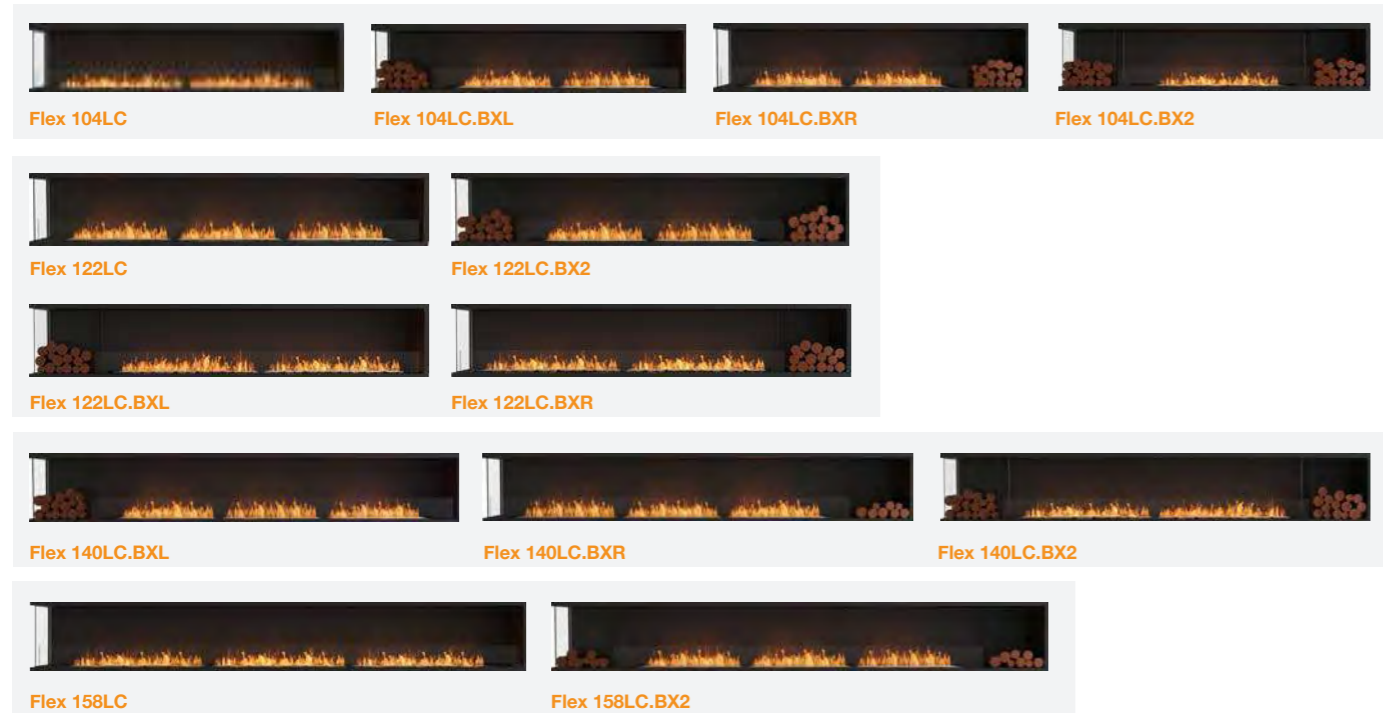 Flex 104LC
Flex 104LC.BXL
Flex 104LC.BXR
Flex 104LC.BX2
Flex 122LC
Flex 122LC.BX2
Flex 122LC.BXL
Flex 122LC.BXR
Flex 140LC.BXL
Flex 140LC.BXR
Flex 140LC.BX2
Flex 158LC
Flex 158LC.BX2